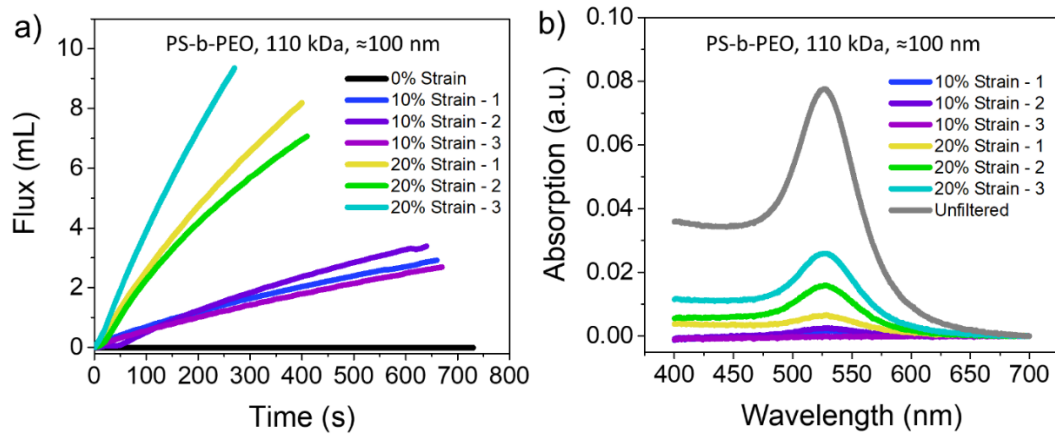 a)
PS-b-PEO, 110 kDa, ≈100 nm
0% Strain
10% Strain - 1
10% Strain - 2
10% Strain - 3
20% Strain - 1
20% Strain - 2
20% Strain - 3
Flux (mL)
10
8
6
4
2
0
0 100 200 300 400 500 600 700 800
Time (s)
b)
PS-b-PEO, 110 kDa, ≈100 nm
10% Strain - 1
10% Strain - 2
10% Strain - 3
20% Strain - 1
20% Strain - 2
20% Strain - 3
Unfiltered
Absorption (a.u.)
0.10
0.08
0.06
0.04
0.02
0.00
400 450 500 550 600 650 700
Wavelength (nm)